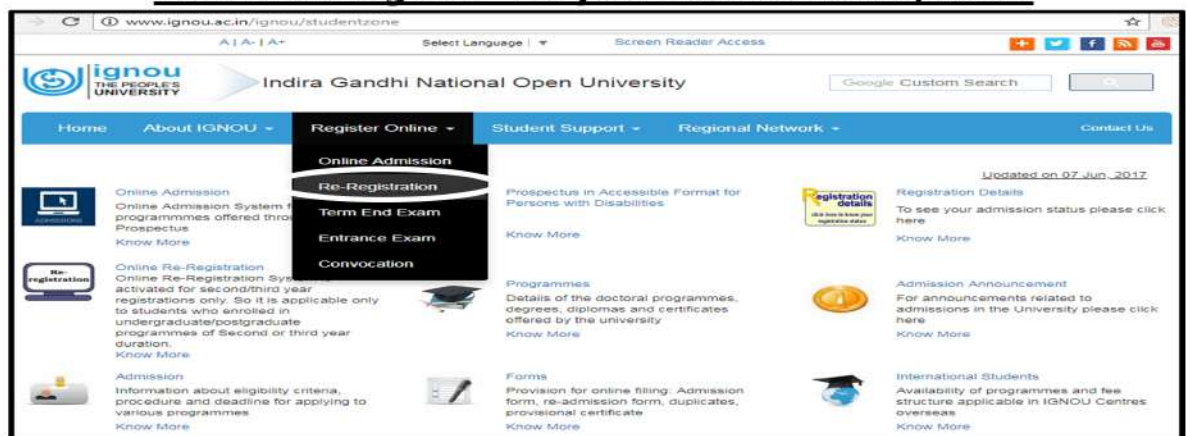 www.ignou.ac.in/ignou/studentzone
A | A- | A+
Select Language
Screen Reader Access
ignou
THE PEOPLE'S
UNIVERSITY
Indira Gandhi National Open University
Google Custom Search
Home
About IGNOU
Register Online
Student Support
Regional Network
Contact Us
Online Admission
Re-Registration
Term End Exam
Entrance Exam
Convocation
Updated on 07 Jun, 2017
ADMISSIONS
Online Admission
Online Admission System
programmmes offered
Prospectus
Know More
Prospectus in Accessible Format for
Persons with Disabilities
Know More
Registration
details
click here to know your
registration status
Registration Details
To see your admission status please click
here
Know More
Re-
registration
Online Re-Registration
Online Re-Registration
activated for second/third year
registrations only. So it is applicable only
to students who enrolled in
undergraduate/postgraduate
programmes of Second or third year
duration.
Know More
Programmes
Details of the doctoral programmes,
degrees, diplomas and certificates
offered by the university
Know More
Admission Announcement
For announcements related to
admissions in the University please click
here
Know More
Admission
Information about eligibility criteria,
procedure and deadline for applying to
various programmes
Know More
Forms
Provision for online filling: Admission
form, re-admission form, duplicates,
provisional certificate
Know More
International Students
Availability of programmes and fee
structure applicable in IGNOU Centres
overseas
Know More